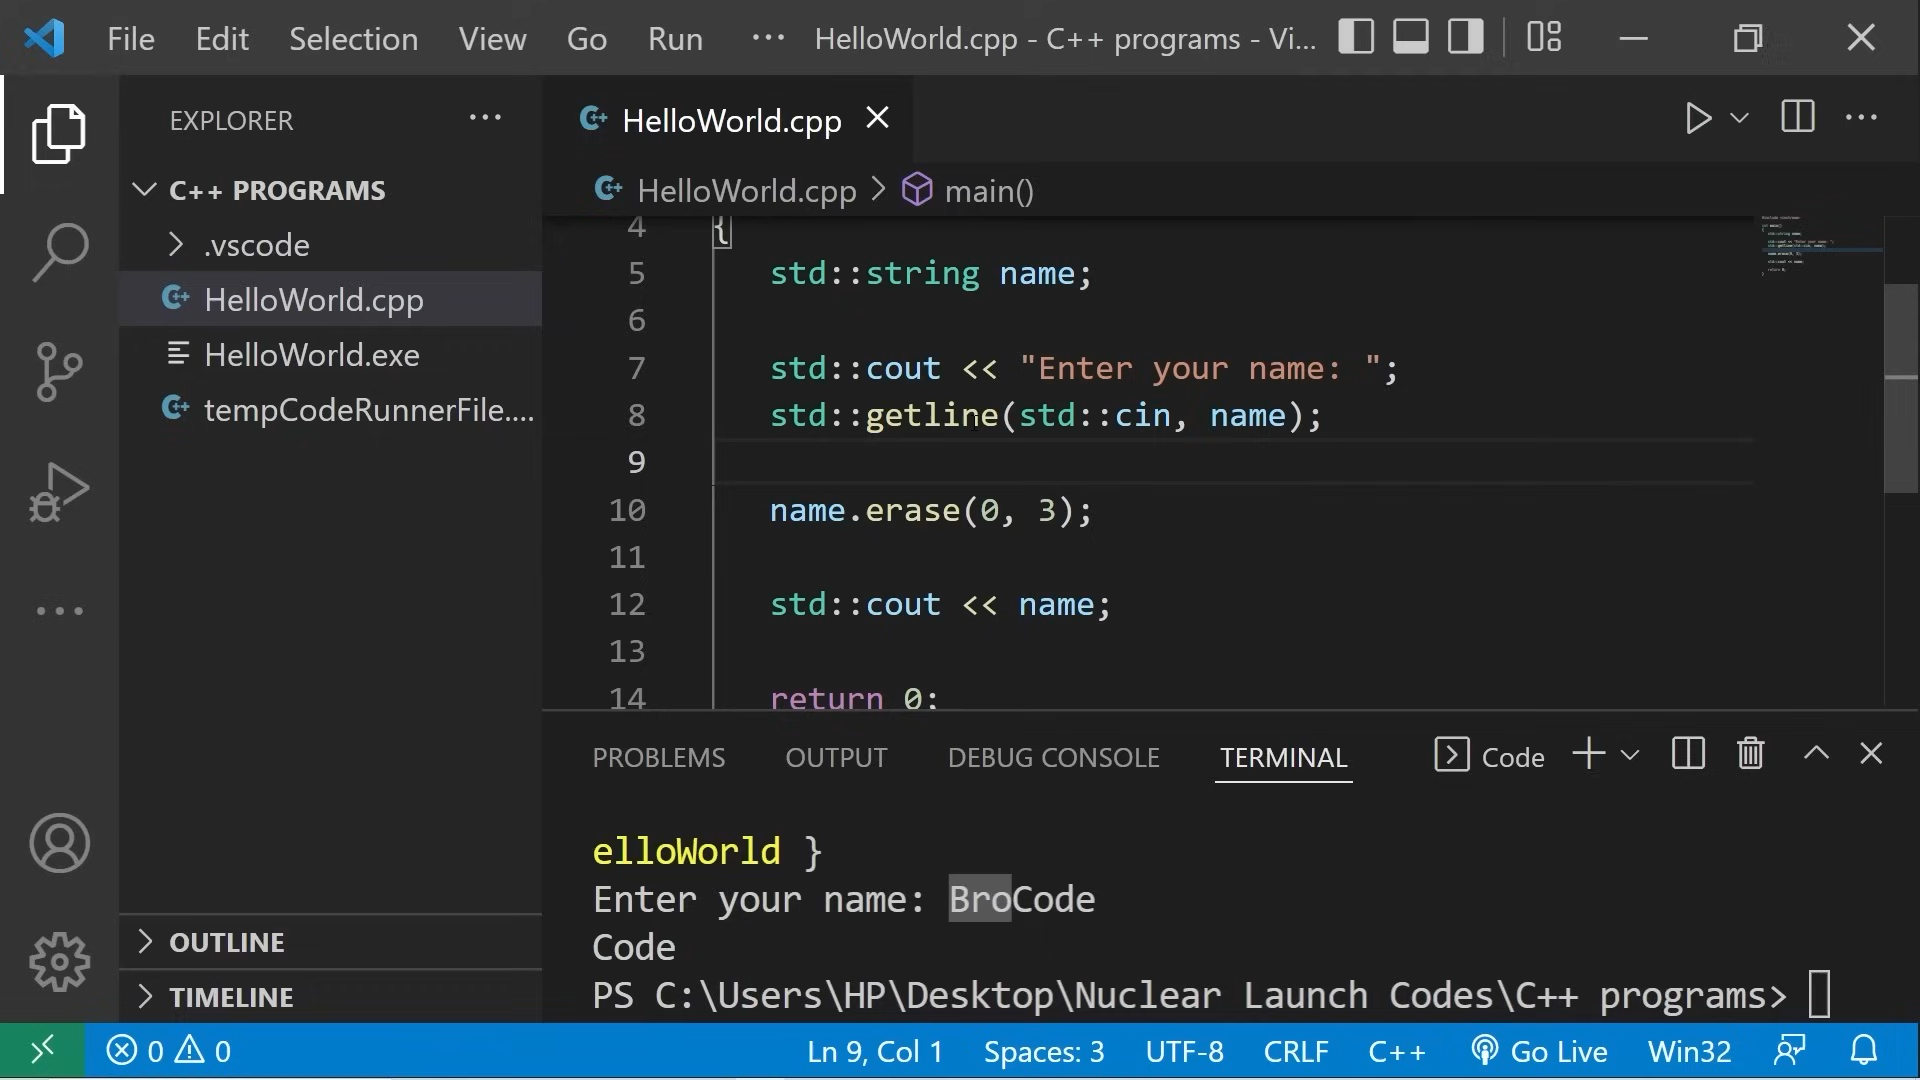 File Edit Selection View Go Run ··· HelloWorld.cpp - C++ programs - Vi...
EXPLORER ···
C++ PROGRAMS
.vscode
HelloWorld.cpp
HelloWorld.exe
tempCodeRunnerFile....
OUTLINE
TIMELINE
HelloWorld.cpp
HelloWorld.cpp > main()
4 {
5 std::string name;
6
7 std::cout << "Enter your name: ";
8 std::getline(std::cin, name);
9
10 name.erase(0, 3);
11
12 std::cout << name;
13
14 return 0;
PROBLEMS OUTPUT DEBUG CONSOLE TERMINAL Code
elloWorld }
Enter your name: BroCode
Code
PS C:\Users\HP\Desktop\Nuclear Launch Codes\C++ programs>
0 0 Ln 9, Col 1 Spaces: 3 UTF-8 CRLF C++ Go Live Win32